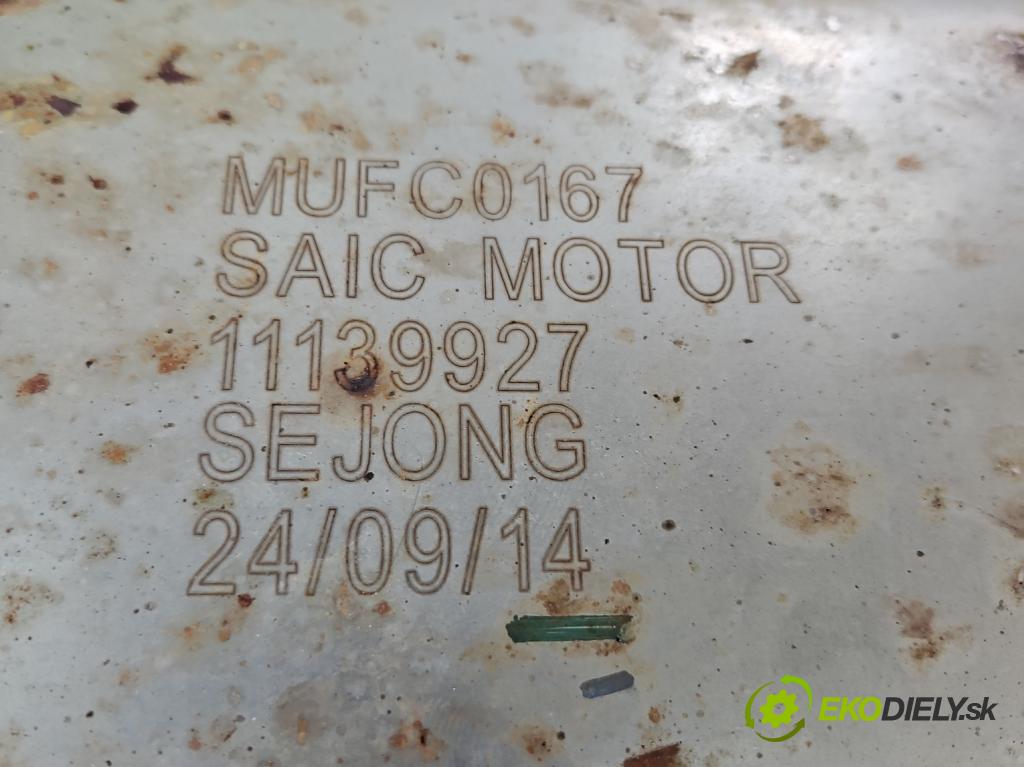 MUFC0167
SAIC MOTOR
11139927
SEJONG
24/09/14
EKODIELY.sk